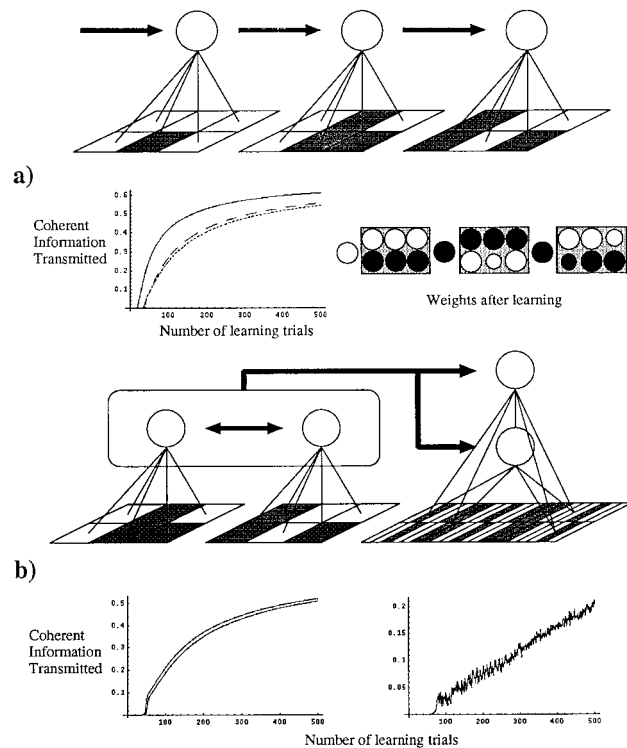 a)
0.6
0.5
0.4
0.3
0.2
0.1
100 200 300 400 500
Coherent
Information
Transmitted
Number of learning trials
Weights after learning
b)
0.5
0.4
0.3
0.2
0.1
100 200 300 400 500
Coherent
Information
Transmitted
0.2
0.15
0.1
0.05
100 200 300 400 500
Number of learning trials